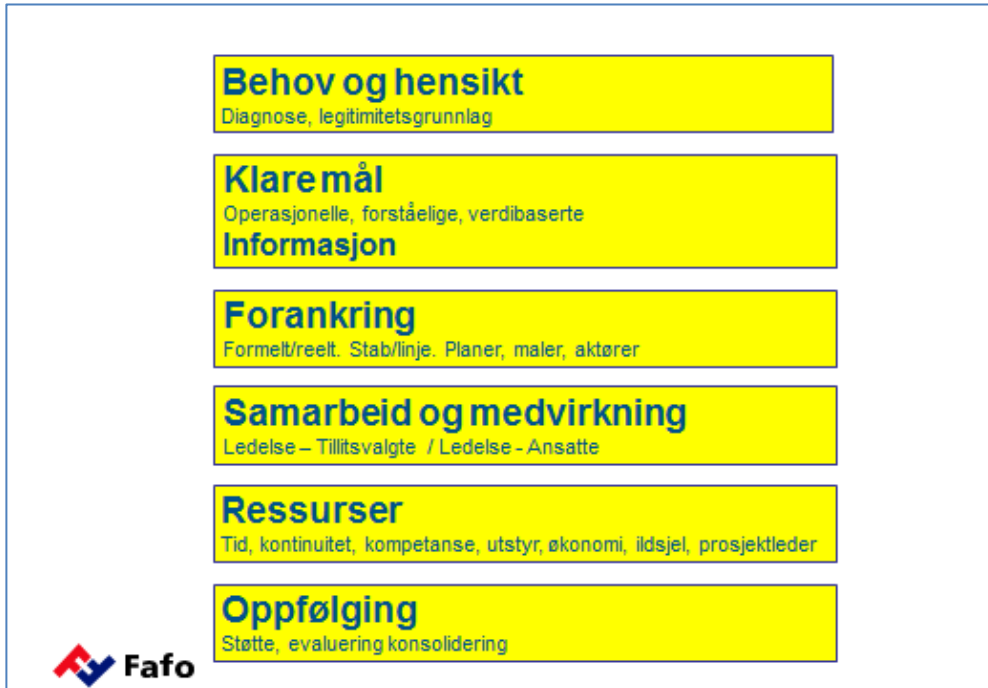 Behov og hensikt
Diagnose, legitimitetsgrunnlag
Klare mål
Operasjonelle, forståelige, verdibaserte
Informasjon
Forankring
Formelt/reelt. Stab/linje. Planer, maler, aktører
Samarbeid og medvirkning
Ledelse – Tillitsvalgte / Ledelse - Ansatte
Ressurser
Tid, kontinuitet, kompetanse, utstyr, økonomi, ildsjel, prosjektleder
Oppfølging
Støtte, evaluering konsolidering
Fafo